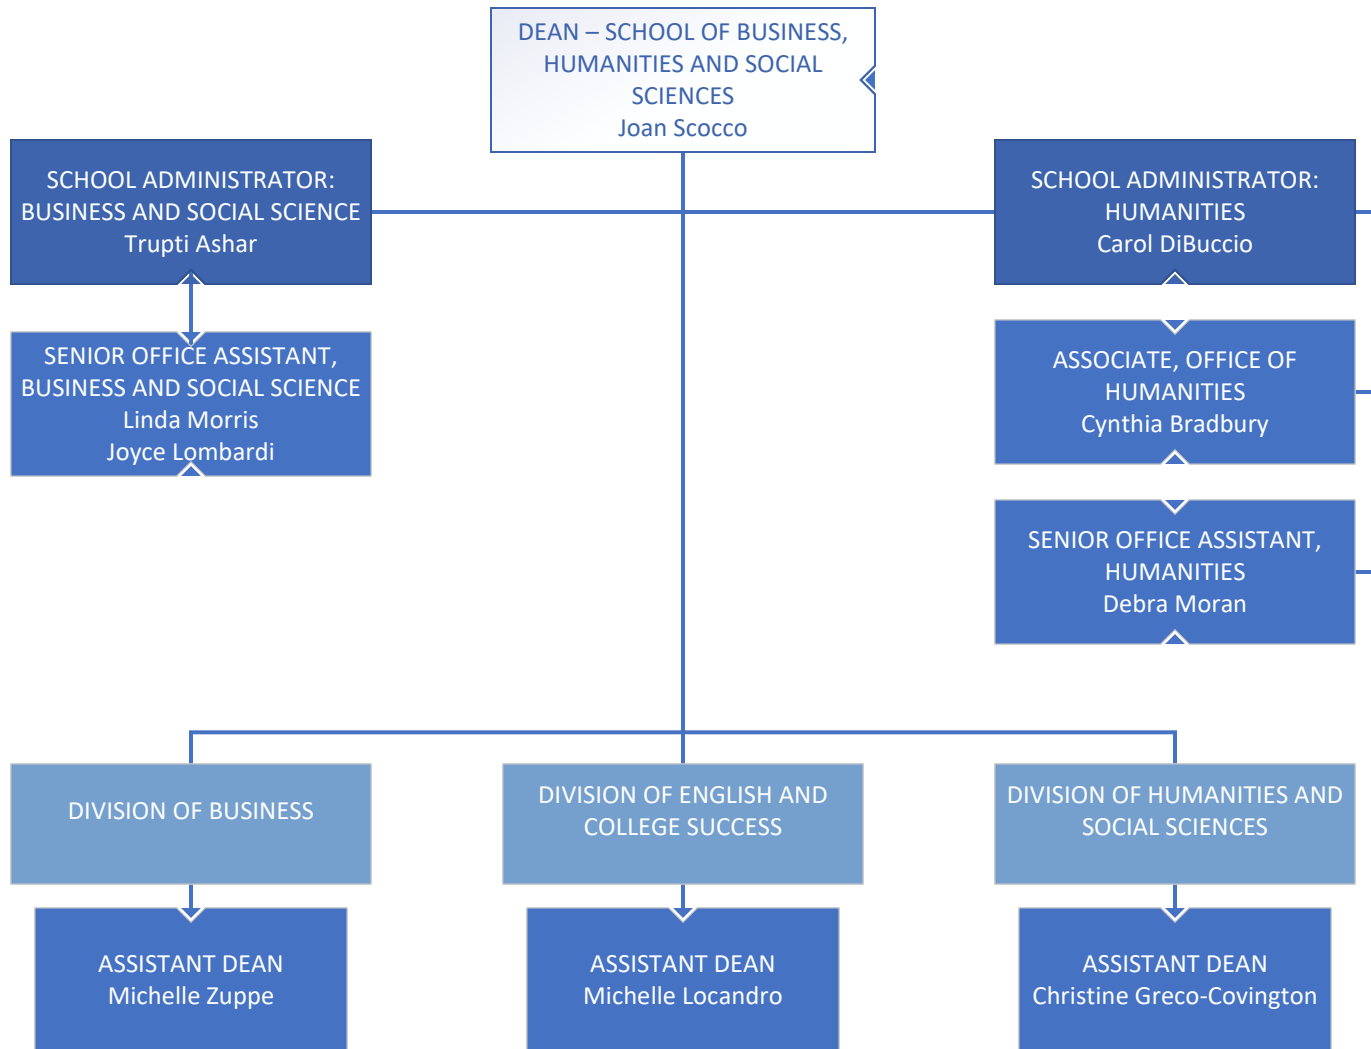 DEAN – SCHOOL OF BUSINESS,
HUMANITIES AND SOCIAL
SCIENCES
Joan Scocco
SCHOOL ADMINISTRATOR:
BUSINESS AND SOCIAL SCIENCE
Trupti Ashar
SCHOOL ADMINISTRATOR:
HUMANITIES
Carol DiBuccio
SENIOR OFFICE ASSISTANT,
BUSINESS AND SOCIAL SCIENCE
Linda Morris
Joyce Lombardi
ASSOCIATE, OFFICE OF
HUMANITIES
Cynthia Bradbury
SENIOR OFFICE ASSISTANT,
HUMANITIES
Debra Moran
DIVISION OF BUSINESS
DIVISION OF ENGLISH AND
COLLEGE SUCCESS
DIVISION OF HUMANITIES AND
SOCIAL SCIENCES
ASSISTANT DEAN
Michelle Zuppe
ASSISTANT DEAN
Michelle Locandro
ASSISTANT DEAN
Christine Greco-Covington